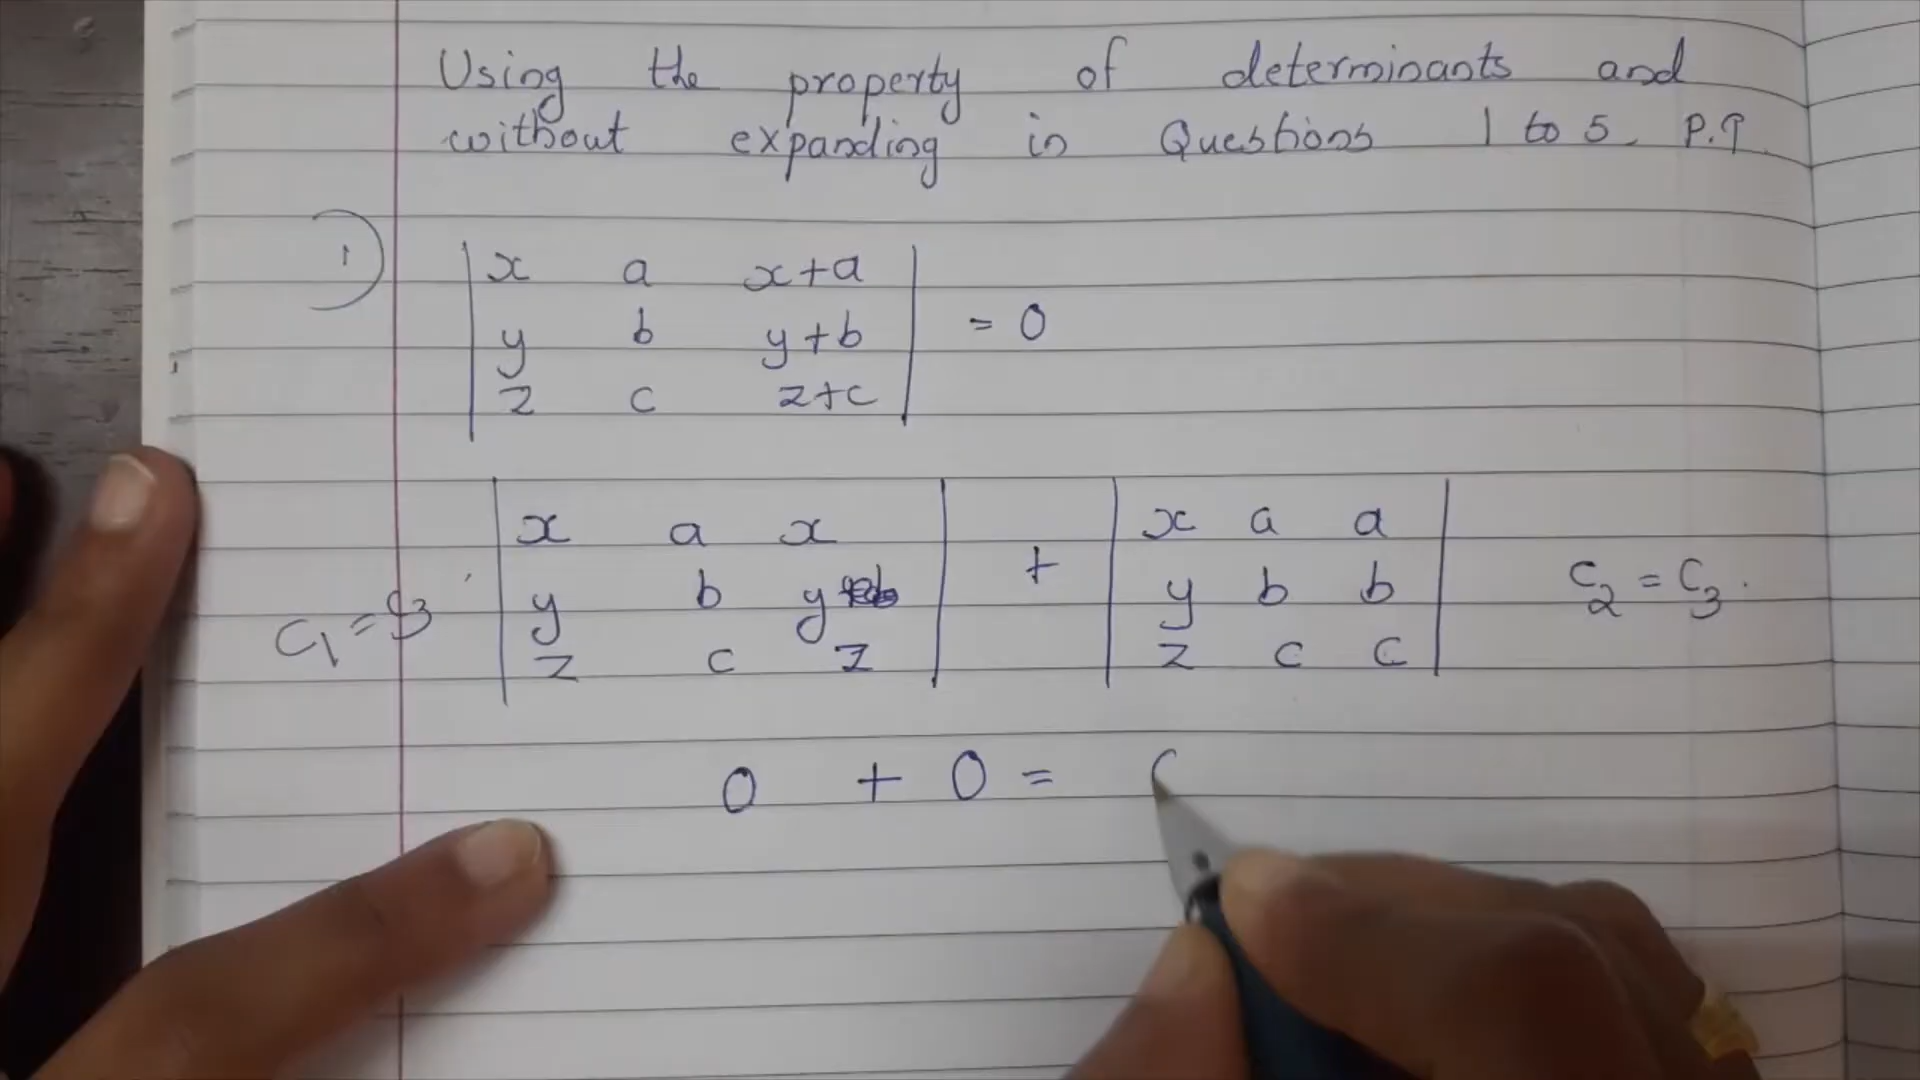 Using the property of determinants and
without expanding in Questions 1 to 5. P.T
1)
x a x+a
y b y+b = 0
z c z+c
x a x + x a a
C1 = C3 y b y y b b C2 = C3.
z c z z c c
0 + 0 =